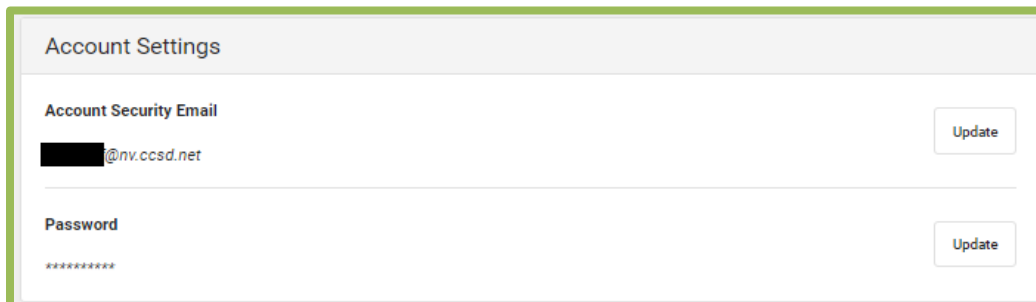 Account Settings
Account Security Email
Update
@nv.ccsd.net
Password
Update
**********